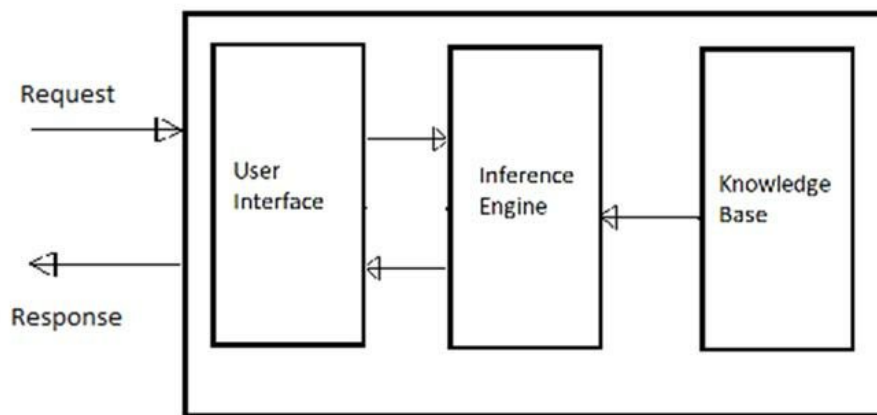 Request
User
Interface
Inference
Engine
Knowledge
Base
Response